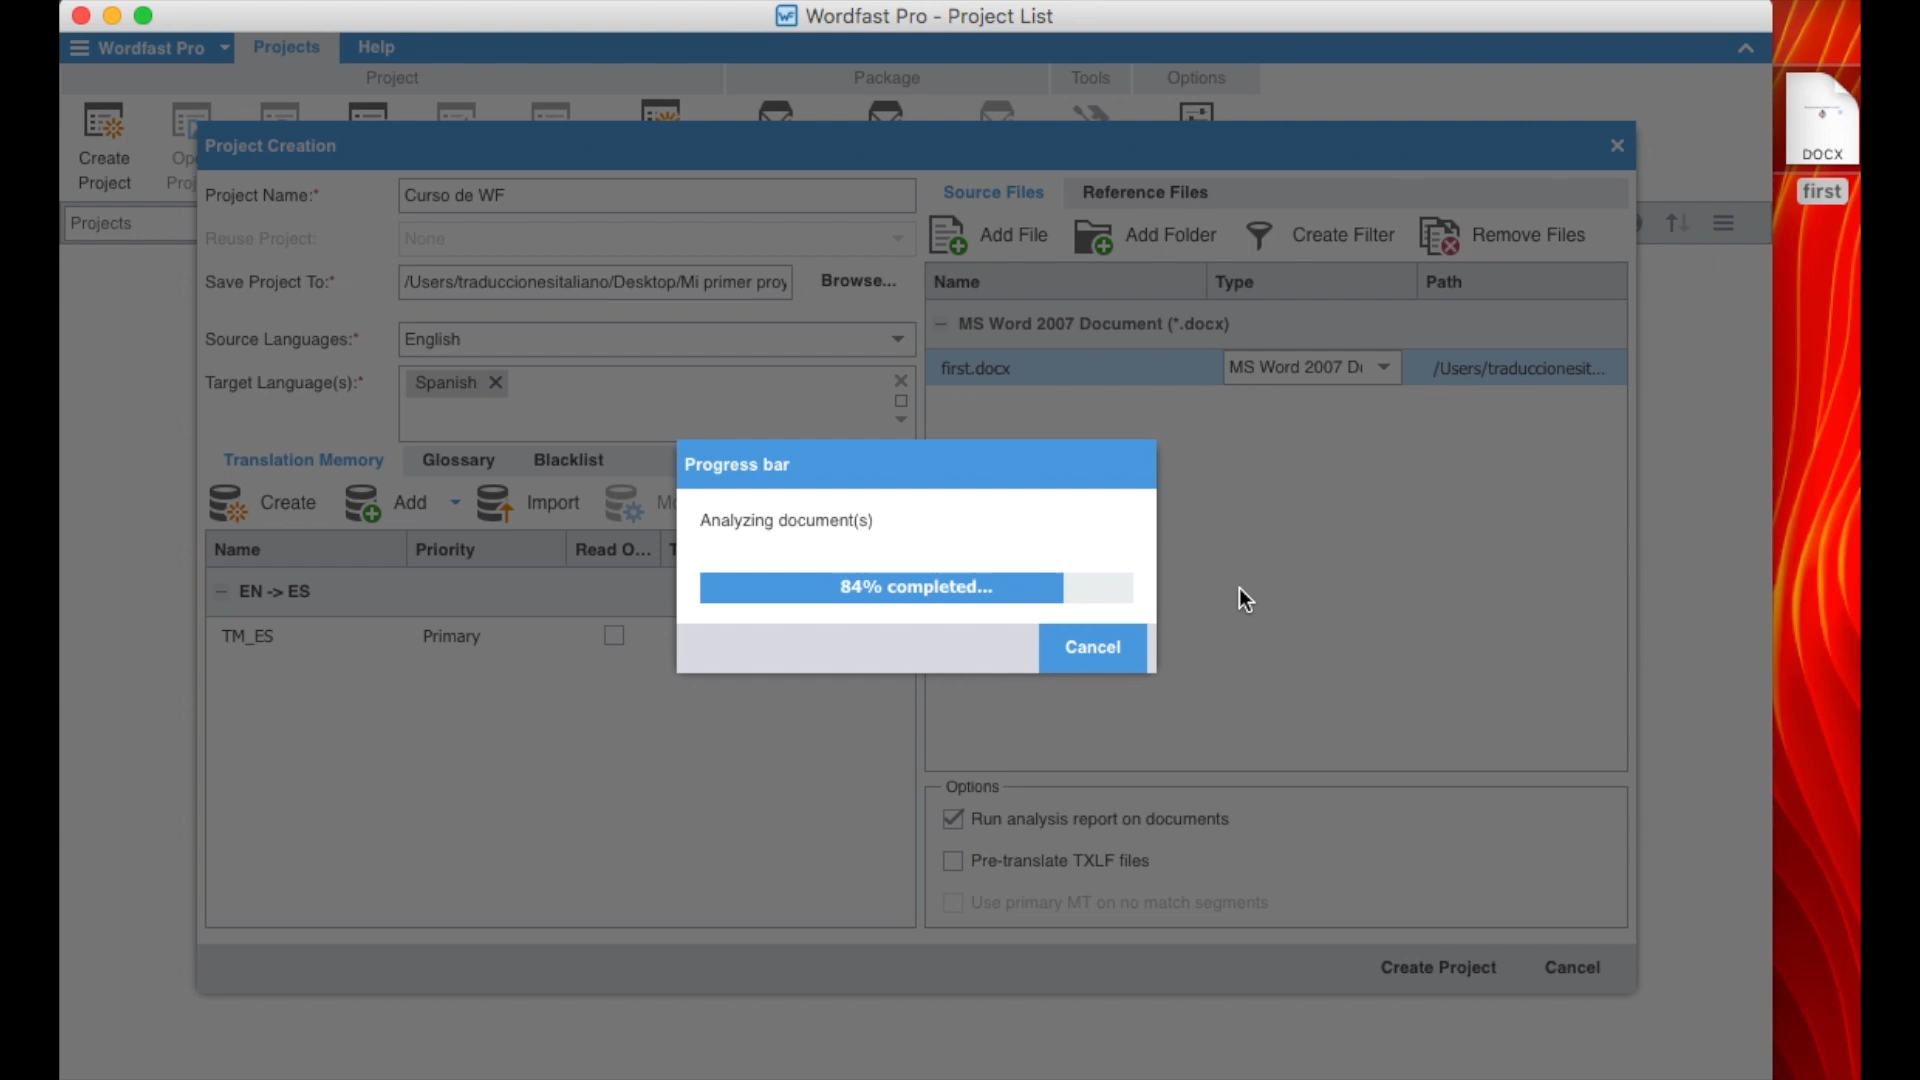 Wordfast Pro - Project List
Wordfast Pro Projects Help
Project Package Tools Options
Create
Project
DOCX
first
Projects
Project Creation
Project Name:* Curso de WF
Reuse Project: None
Save Project To:* /Users/traduccionesitaliano/Desktop/Mi primer proy Browse...
Source Languages:* English
Target Language(s):* Spanish
Translation Memory Glossary Blacklist
Create Add Import
Name Priority Read O...
EN -> ES
TM_ES Primary
Source Files Reference Files
Add File Add Folder Create Filter Remove Files
Name Type Path
MS Word 2007 Document (*.docx)
first.docx MS Word 2007 D /Users/traduccionesit...
Progress bar
Analyzing document(s)
84% completed...
Cancel
Options
Run analysis report on documents
Pre-translate TXLF files
Use primary MT on no match segments
Create Project Cancel